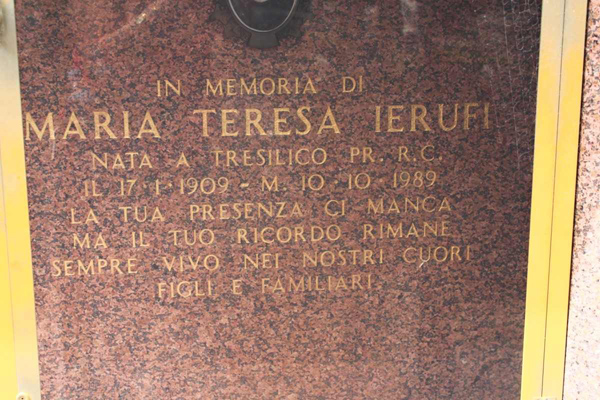 IN MEMORIA DI
MARIA TERESA IERUFI
NATA A TRESILICO PR. R.C.
IL 17·1·1909 - M. 10·10·1989
LA TUA PRESENZA CI MANCA
MA IL TUO RICORDO RIMANE
SEMPRE VIVO NEI NOSTRI CUORI
FIGLI E FAMILIARI